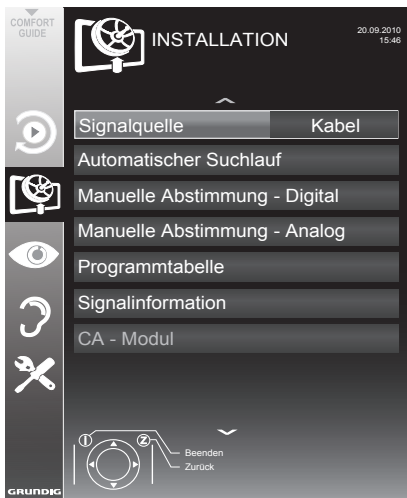 COMFORT
GUIDE
INSTALLATION
20.09.2010
15:46
Signalquelle Kabel
Automatischer Suchlauf
Manuelle Abstimmung - Digital
Manuelle Abstimmung - Analog
Programmtabelle
Signalinformation
CA - Modul
Z
Beenden
Zurück
GRUNDIG